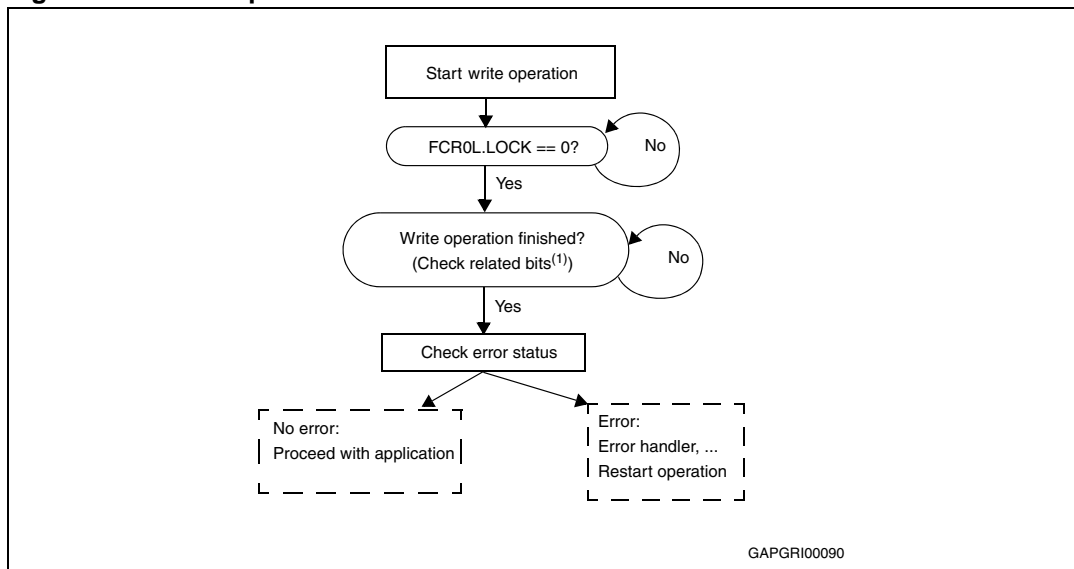 Start write operation
FCR0L.LOCK == 0?
No
Yes
Write operation finished?
(Check related bits(1))
No
Yes
Check error status
No error:
Proceed with application
Error:
Error handler, ...
Restart operation
GAPGRI00090